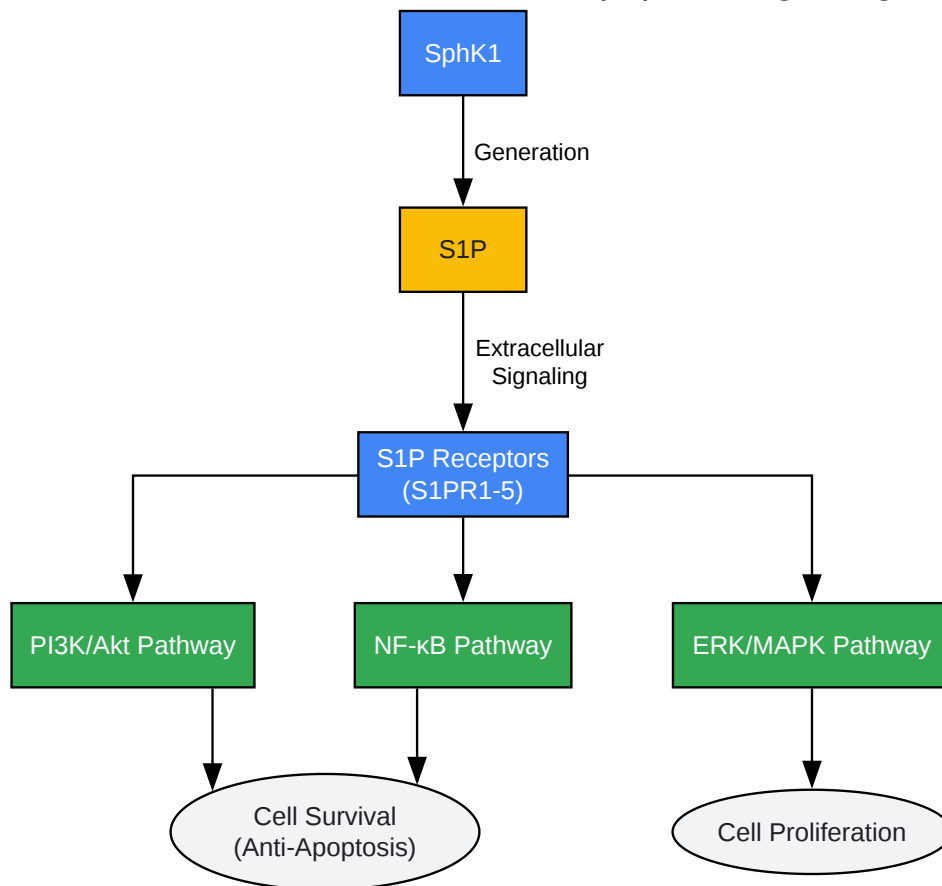 SphK1
Generation
S1P
Extracellular
Signaling
S1P Receptors
(S1PR1-5)
PI3K/Akt Pathway
NF-κB Pathway
ERK/MAPK Pathway
Cell Survival
(Anti-Apoptosis)
Cell Proliferation